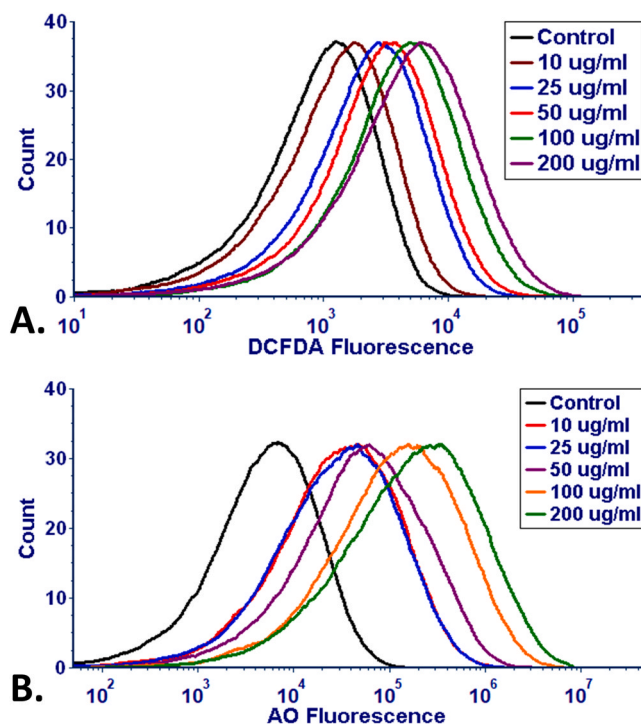 40
30
20
10
0
Count
Control
10 ug/ml
25 ug/ml
50 ug/ml
100 ug/ml
200 ug/ml
10 10² 10³ 10⁴ 10⁵
DCFDA Fluorescence
A.
40
30
20
10
0
Count
Control
10 ug/ml
25 ug/ml
50 ug/ml
100 ug/ml
200 ug/ml
10² 10³ 10⁴ 10⁵ 10⁶ 10⁷
AO Fluorescence
B.